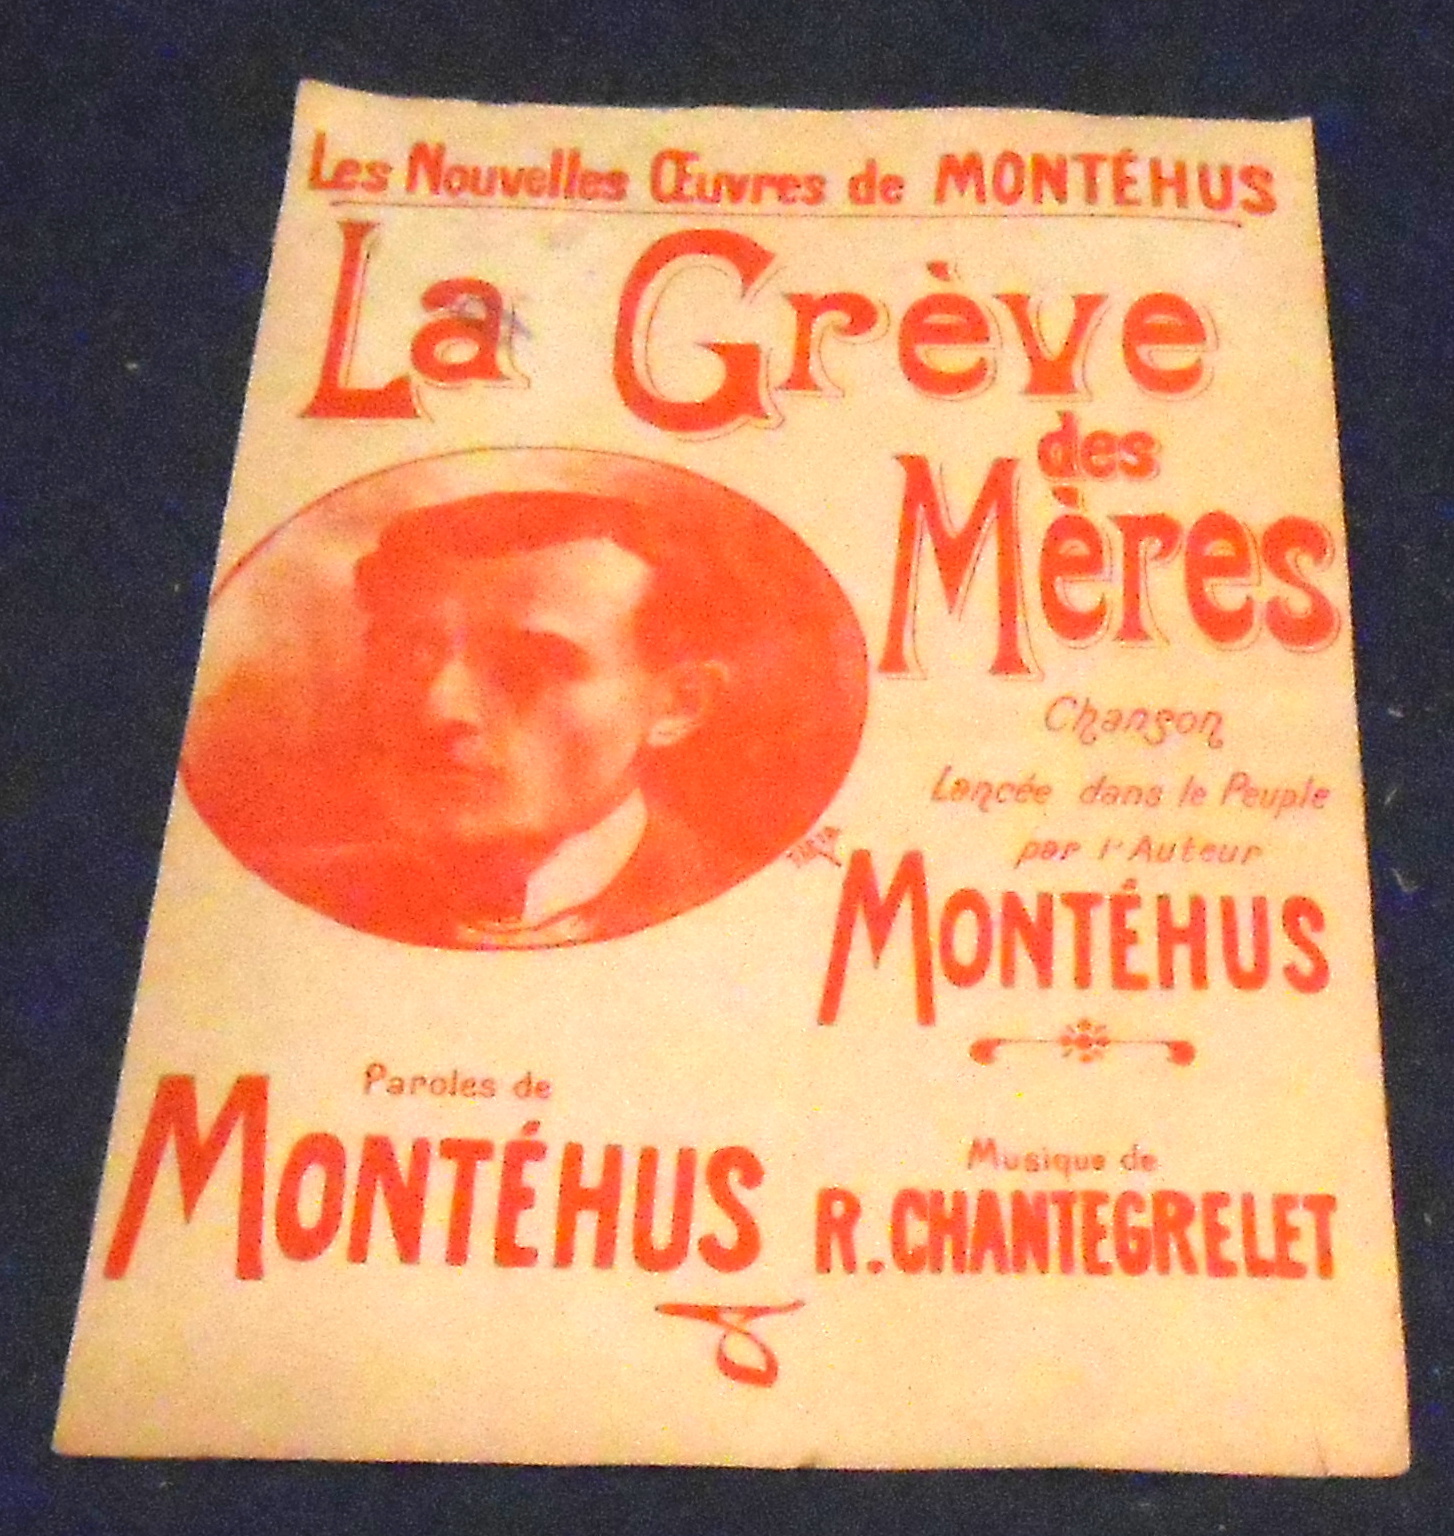 Les Nouvelles Œuvres de MONTÉHUS
La Grève
des
Mères
Chanson
Lancée dans le Peuple
par l'Auteur
MONTÉHUS
Paroles de
MONTÉHUS
Musique de
R. CHANTEGRELET